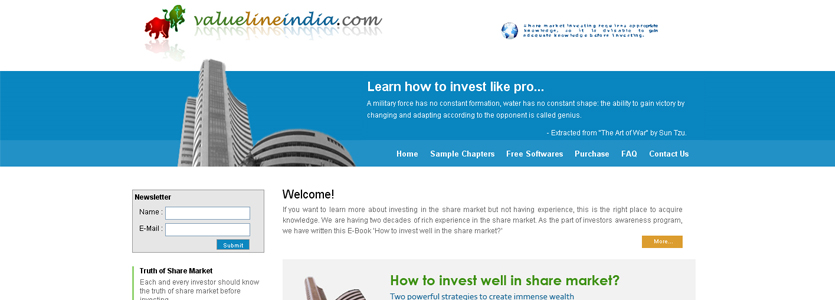 valuelineindia.com
Share market investing requires appropriate
knowledge, so it is advisable to gain
adequate knowledge before investing.
Learn how to invest like pro...
A military force has no constant formation, water has no constant shape: the ability to gain victory by
changing and adapting according to the opponent is called genius.
- Extracted from "The Art of War" by Sun Tzu.
Home Sample Chapters Free Softwares Purchase FAQ Contact Us
Newsletter
Name :
E-Mail :
Submit
Welcome!
If you want to learn more about investing in the share market but not having experience, this is the right place to acquire
knowledge. We are having two decades of rich experience in the share market. As the part of investors awareness program,
we have written this E-Book 'How to invest well in the share market?'
More...
Truth of Share Market
Each and every investor should know
the truth of share market before
investing
How to invest well in share market?
Two powerful strategies to create immense wealth